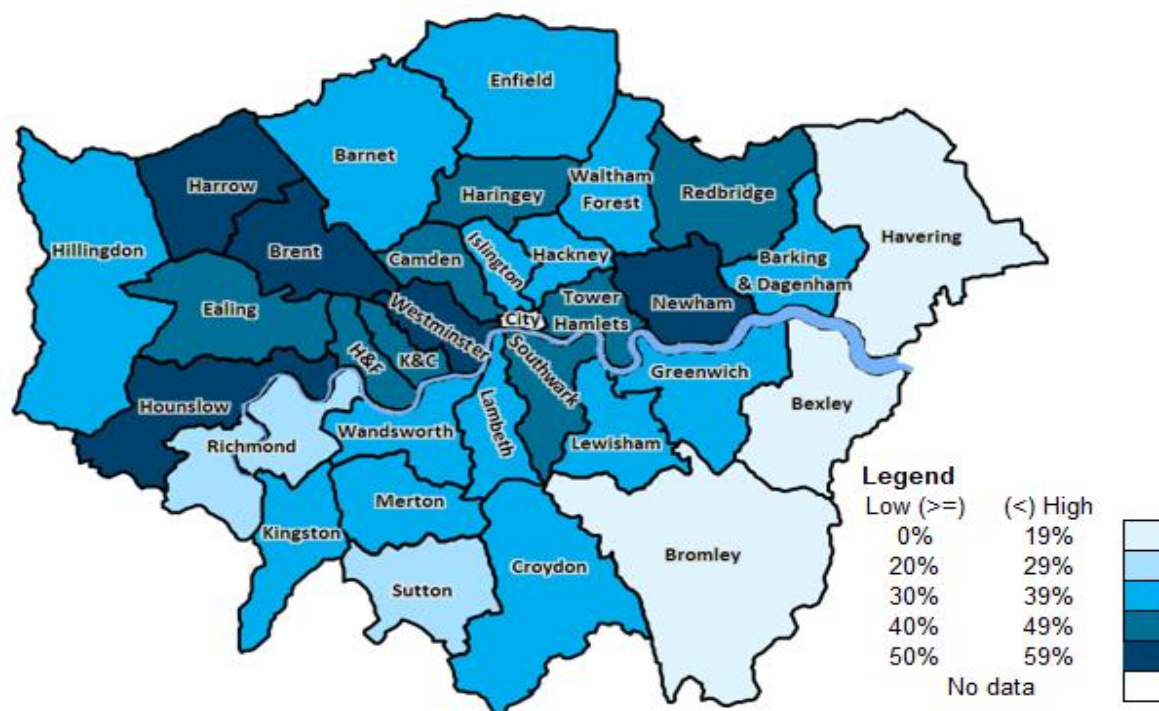 Enfield
Barnet
Harrow
Haringey
Waltham
Forest
Redbridge
Havering
Hillingdon
Brent
Camden
Islington
Hackney
Barking
& Dagenham
Ealing
Westminster
City
Tower
Hamlets
Newham
H&F
K&C
Southwark
Greenwich
Hounslow
Bexley
Richmond
Wandsworth
Lambeth
Lewisham
Merton
Kingston
Bromley
Croydon
Sutton
Legend
Low (>=) (<) High
0% 19%
20% 29%
30% 39%
40% 49%
50% 59%
No data